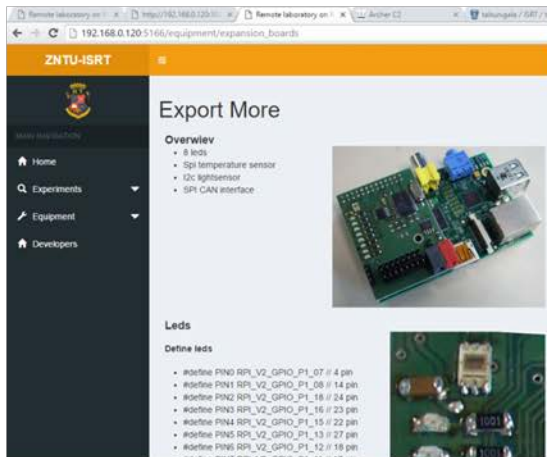 Remote laboratory on
http://192.168.0.120:5
Remote laboratory on
Archer C2
192.168.0.120:5166/equipment/expansion_boards
ZNTU-ISRT
MAIN NAVIGATION
Home
Experiments
Equipment
Developers
Export More
Overwiev
8 leds
Spi temperature sensor
I2c lightsensor
SPI CAN interface
Leds
Define leds
#define PIN0 RPI_V2_GPIO_P1_07 // 4 pin
#define PIN1 RPI_V2_GPIO_P1_08 // 14 pin
#define PIN2 RPI_V2_GPIO_P1_18 // 24 pin
#define PIN3 RPI_V2_GPIO_P1_16 // 23 pin
#define PIN4 RPI_V2_GPIO_P1_15 // 22 pin
#define PIN5 RPI_V2_GPIO_P1_13 // 27 pin
#define PIN6 RPI_V2_GPIO_P1_12 // 18 pin
1001